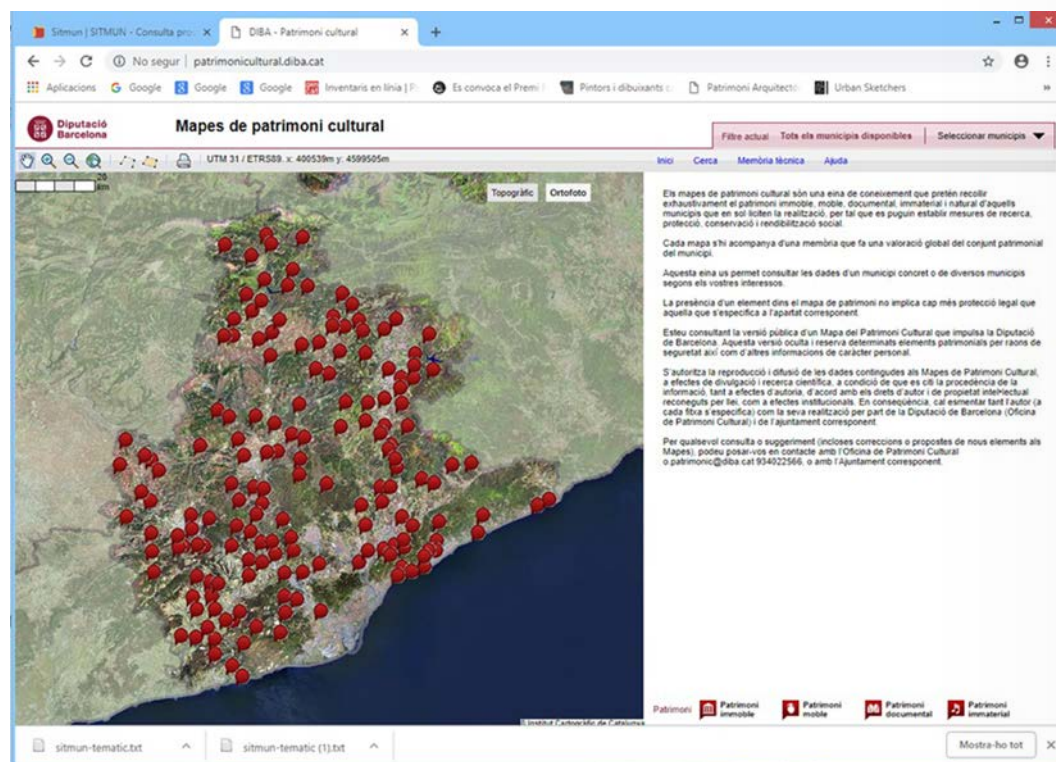 Sitmun | SITMUN - Consulta pro
DIBA - Patrimoni cultural
No segur | patrimonicultural.diba.cat
Aplicacions
Google
Google
Google
Inventaris en línia | P
Es convoca el Premi
Pintors i dibuixants c
Patrimoni Arquitectò
Urban Sketchers
Diputació
Barcelona
Mapes de patrimoni cultural
Filtre actual Tots els municipis disponibles
Seleccionar municipis
UTM 31 / ETRS89. x: 400539m y: 4599505m
Inici Cerca Memòria tècnica Ajuda
20
km
Topogràfic
Ortofoto
Els mapes de patrimoni cultural són una eina de coneixement que pretén recollir
exhaustivament el patrimoni immoble, moble, documental, immaterial i natural d'aquells
municipis que en sol·liciten la realització, per tal que es puguin establir mesures de recerca,
protecció, conservació i rendibilització social.
Cada mapa s'hi acompanya d'una memòria que fa una valoració global del conjunt patrimonial
del municipi.
Aquesta eina us permet consultar les dades d'un municipi concret o de diversos municipis
segons els vostres interessos.
La presència d'un element dins el mapa de patrimoni no implica cap més protecció legal que
aquella que s'especifica a l'apartat corresponent.
Esteu consultant la versió pública d'un Mapa del Patrimoni Cultural que impulsa la Diputació
de Barcelona. Aquesta versió oculta i reserva determinats elements patrimonials per raons de
seguretat així com d'altres informacions de caràcter personal.
S'autoritza la reproducció i difusió de les dades contingudes als Mapes de Patrimoni Cultural,
a efectes de divulgació i recerca científica, a condició de que es citi la procedència de la
informació, tant a efectes d'autoria, d'acord amb els drets d'autor i de propietat intel·lectual
reconeguts per llei, com a efectes institucionals. En conseqüència, cal esmentar tant l'autor (a
cada fitxa s'especifica) com la seva realització per part de la Diputació de Barcelona (Oficina
de Patrimoni Cultural) i de l'ajuntament corresponent.
Per qualsevol consulta o suggeriment (incloses correccions o propostes de nous elements als
Mapes), podeu posar-vos en contacte amb l'Oficina de Patrimoni Cultural
o.patrimonic@diba.cat 934022566, o amb l'Ajuntament corresponent.
Patrimoni
Patrimoni
immoble
Patrimoni
moble
Patrimoni
documental
Patrimoni
immaterial
© Institut Cartogràfic de Catalunya
sitmun-tematic.txt
sitmun-tematic (1).txt
Mostra-ho tot